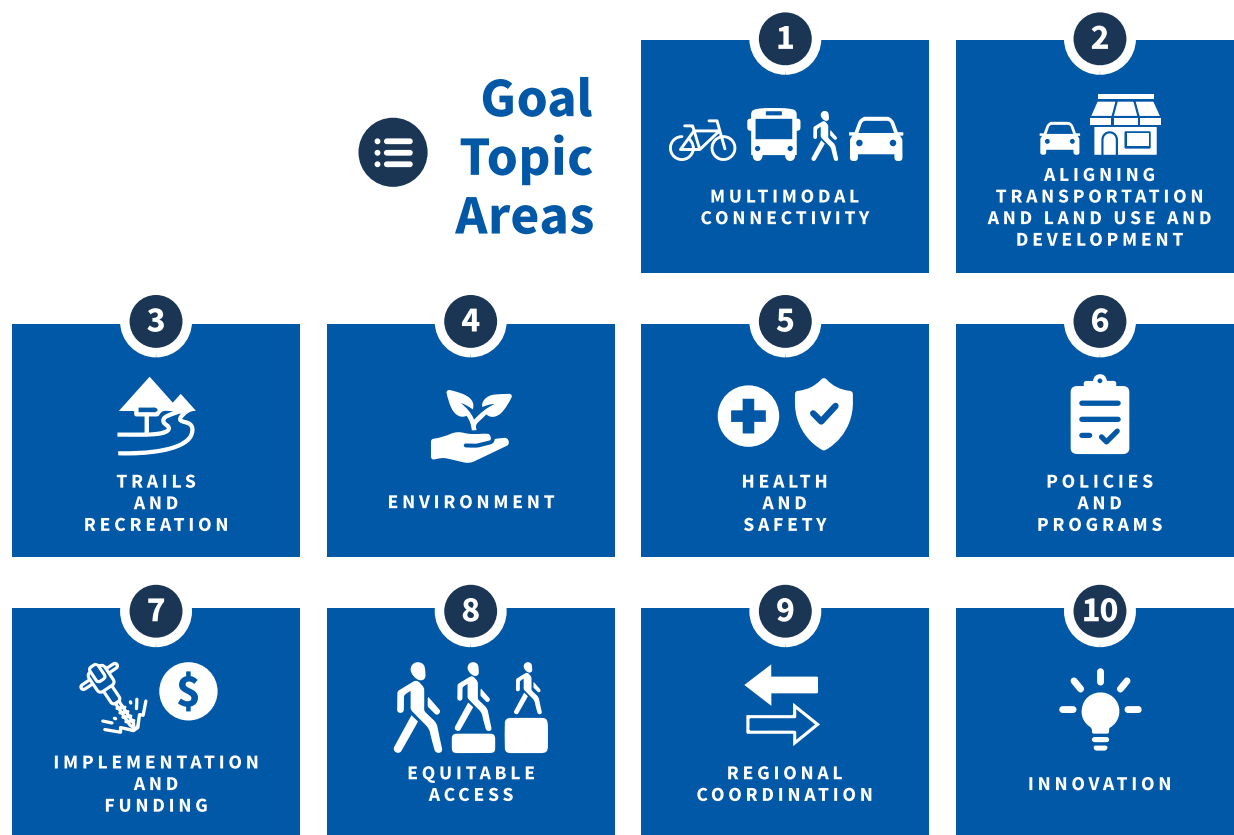 Goal
Topic
Areas
1
MULTIMODAL
CONNECTIVITY
2
ALIGNING
TRANSPORTATION
AND LAND USE AND
DEVELOPMENT
3
TRAILS
AND
RECREATION
4
ENVIRONMENT
5
HEALTH
AND
SAFETY
6
POLICIES
AND
PROGRAMS
7
$
IMPLEMENTATION
AND
FUNDING
8
EQUITABLE
ACCESS
9
REGIONAL
COORDINATION
10
INNOVATION